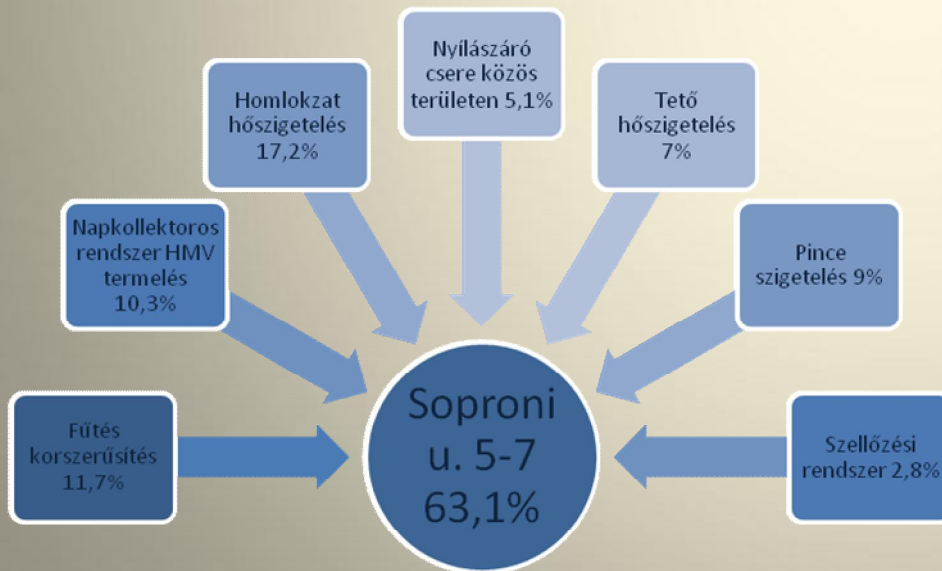 Nyílászáró
csere közös
területen 5,1%
Homlokzat
hőszigetelés
17,2%
Tető
hőszigetelés
7%
Napkollektoros
rendszer HMV
termelés
10,3%
Pince
szigetelés 9%
Fűtés
korszerűsítés
11,7%
Soproni
u. 5-7
63,1%
Szellőzési
rendszer 2,8%